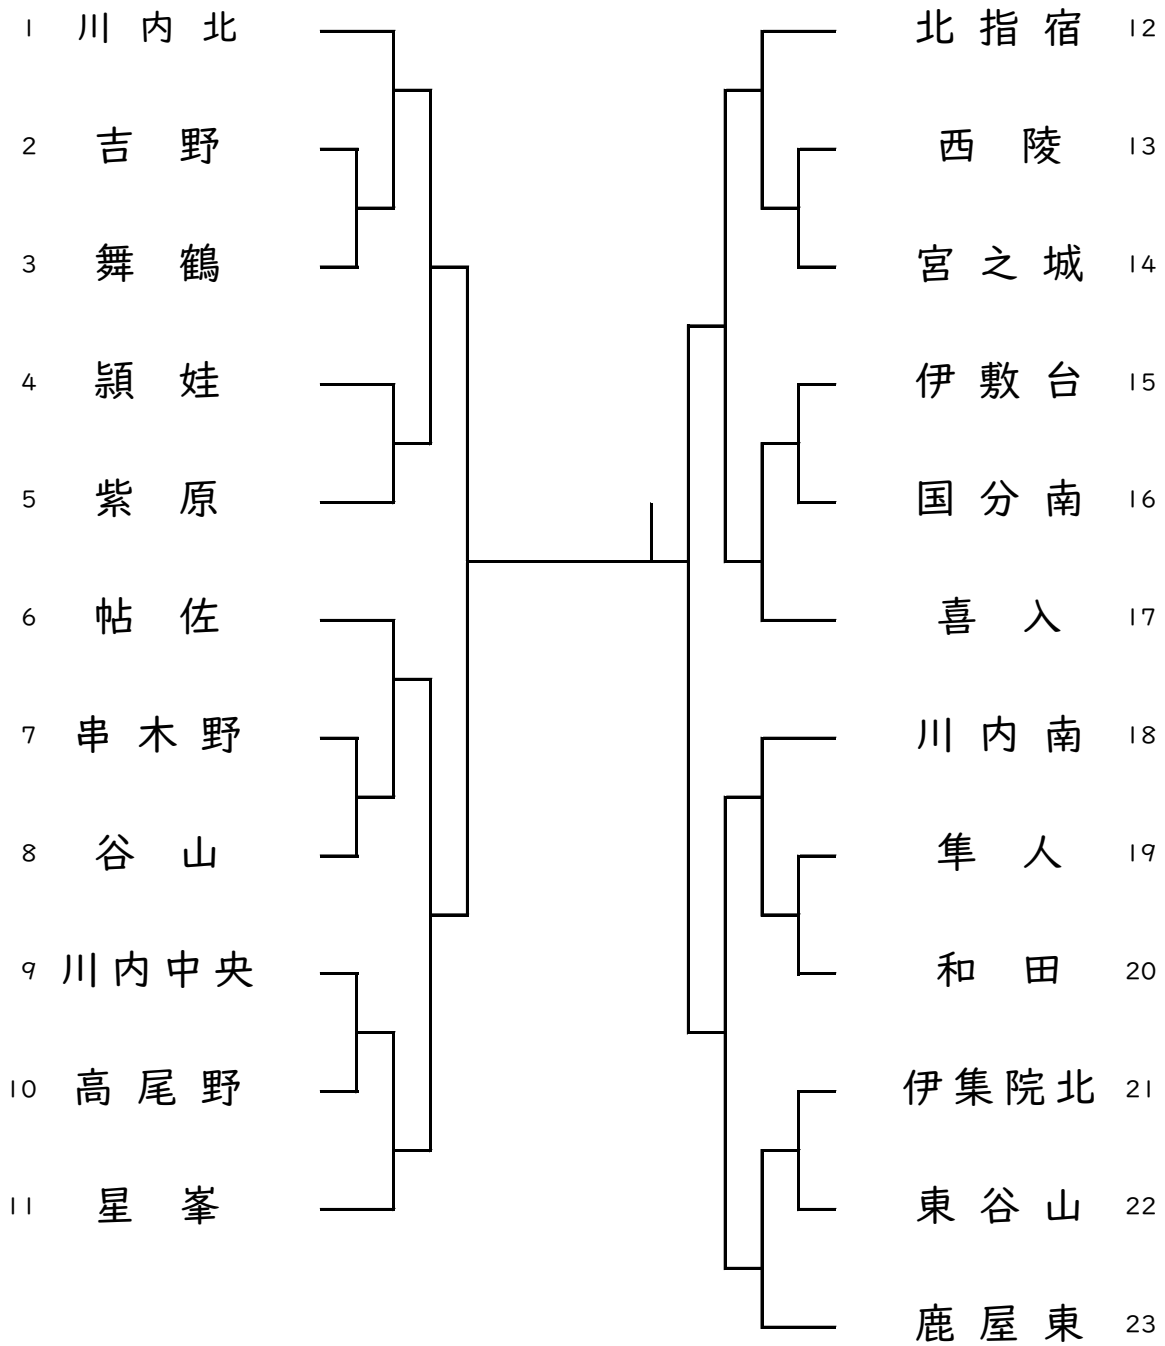 1 川内北
2 吉野
3 舞鶴
4 頴娃
5 紫原
6 帖佐
7 串木野
8 谷山
9 川内中央
10 高尾野
11 星峯
北指宿 12
西陵 13
宮之城 14
伊敷台 15
国分南 16
喜入 17
川内南 18
隼人 19
和田 20
伊集院北 21
東谷山 22
鹿屋東 23